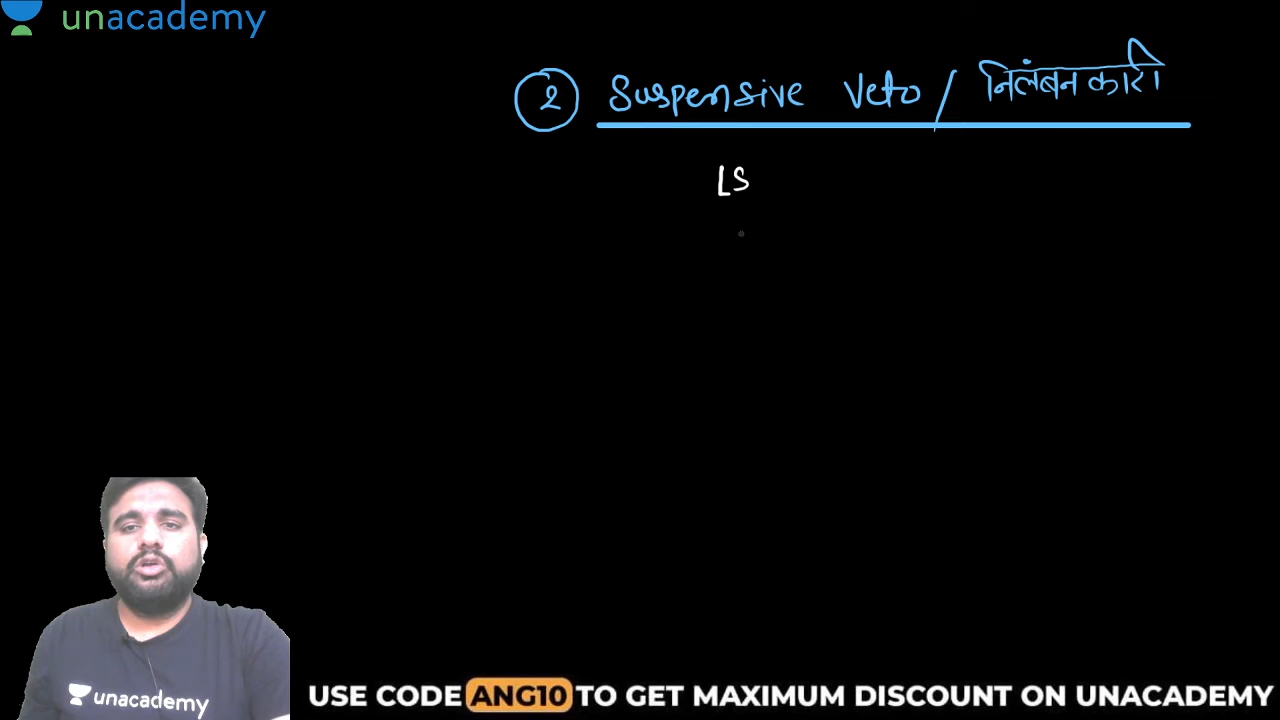 unacademy
2 Suspensive Veto / निलंबनकारी
LS
unacademy
USE CODE ANG10 TO GET MAXIMUM DISCOUNT ON UNACADEMY